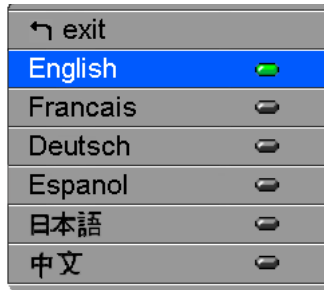 exit
English
Francais
Deutsch
Espanol
日本語
中文